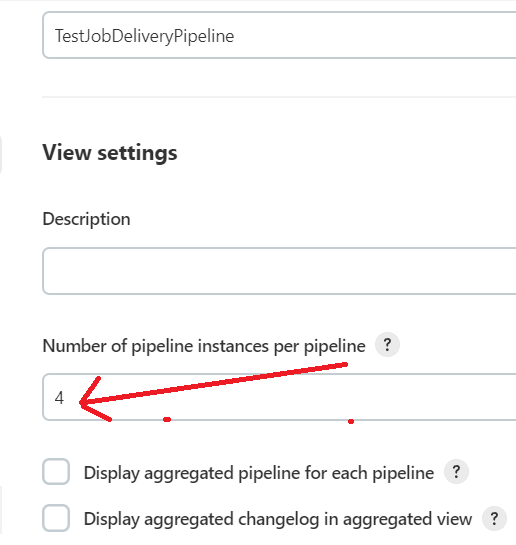 TestJobDeliveryPipeline
View settings
Description
Number of pipeline instances per pipeline ?
4
Display aggregated pipeline for each pipeline ?
Display aggregated changelog in aggregated view ?